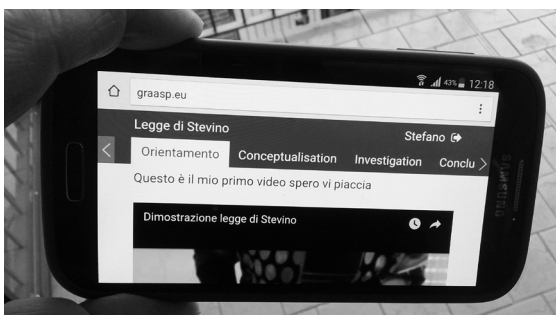 43% 12:18
graasp.eu
Legge di Stevino Stefano
Orientamento Conceptualisation Investigation Conclu
Questo è il mio primo video spero vi piaccia
Dimostrazione legge di Stevino
SAMSUNG